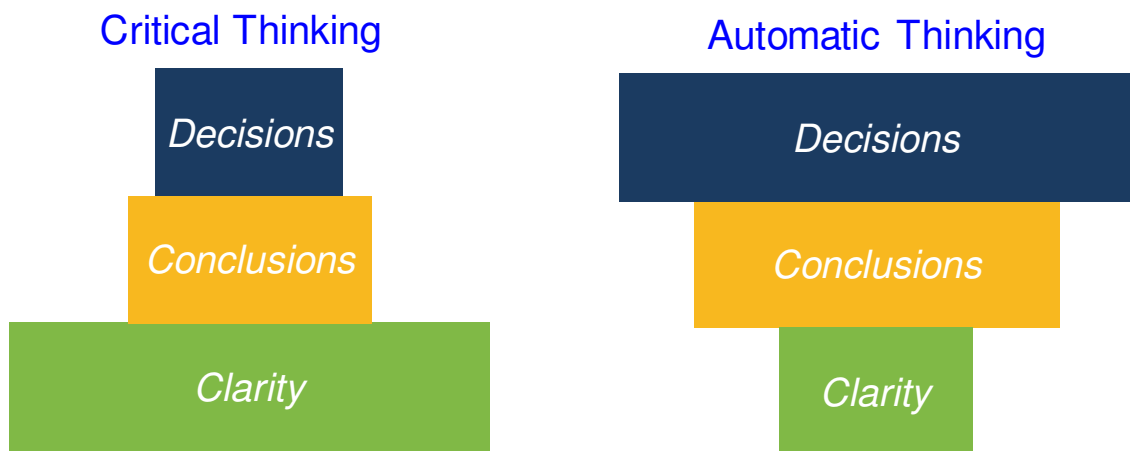 Critical Thinking
Decisions
Conclusions
Clarity
Automatic Thinking
Decisions
Conclusions
Clarity